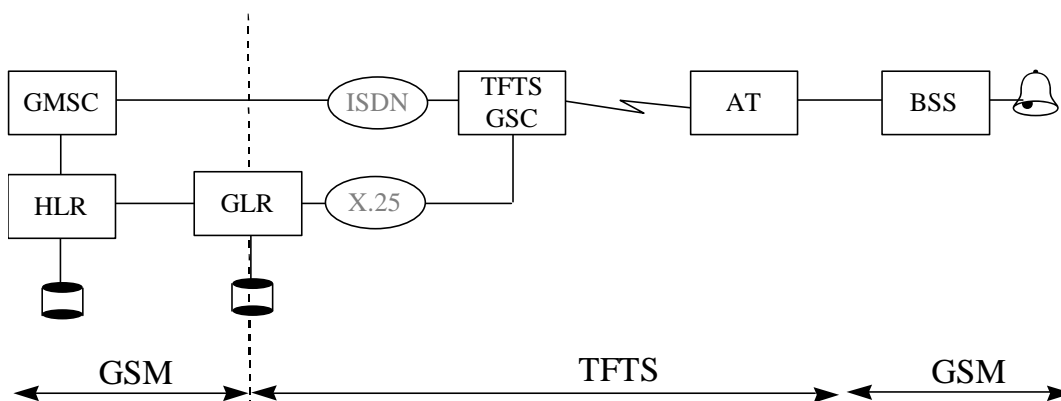 GMSC
ISDN
TFTS
GSC
AT
BSS
HLR
GLR
X.25
GSM
TFTS
GSM